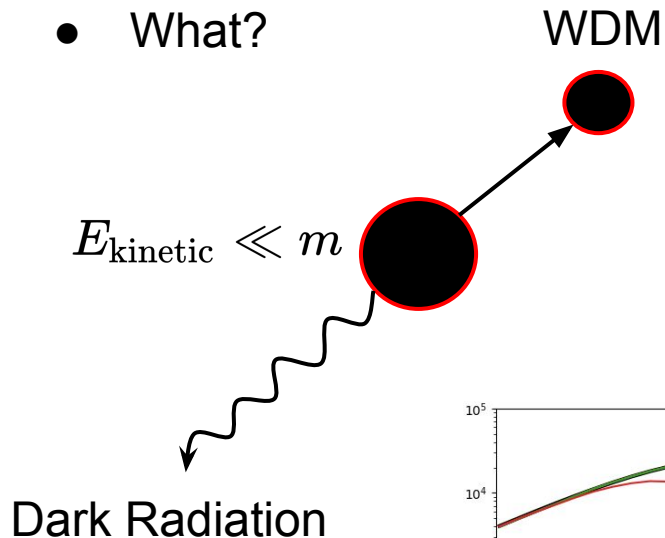 ● What?
WDM
E_kinetic ≪ m
10^5
10^4
Dark Radiation